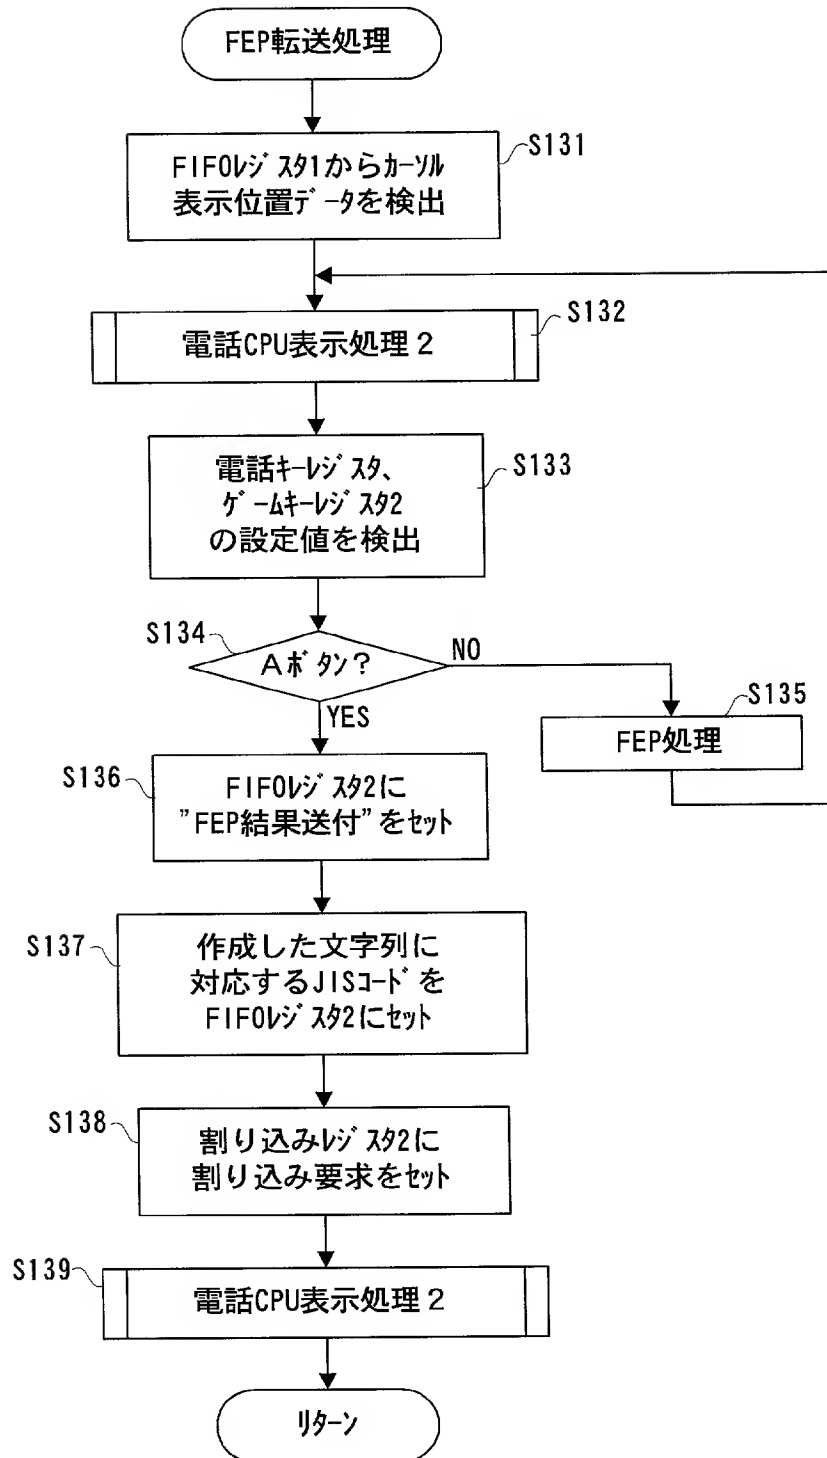 FEP転送処理
S131
FIFOﾚｼﾞｽﾀ1からｶｰｿﾙ
表示位置ﾃﾞｰﾀを検出
S132
電話CPU表示処理2
S133
電話ｷｰﾚｼﾞｽﾀ、
ｹﾞｰﾑｷｰﾚｼﾞｽﾀ2
の設定値を検出
S134
Aﾎﾞﾀﾝ?
NO
YES
S135
FEP処理
S136
FIFOﾚｼﾞｽﾀ2に
”FEP結果送付”をｾｯﾄ
S137
作成した文字列に
対応するJISｺｰﾄﾞを
FIFOﾚｼﾞｽﾀ2にｾｯﾄ
S138
割り込みﾚｼﾞｽﾀ2に
割り込み要求をｾｯﾄ
S139
電話CPU表示処理2
ﾘﾀｰﾝ